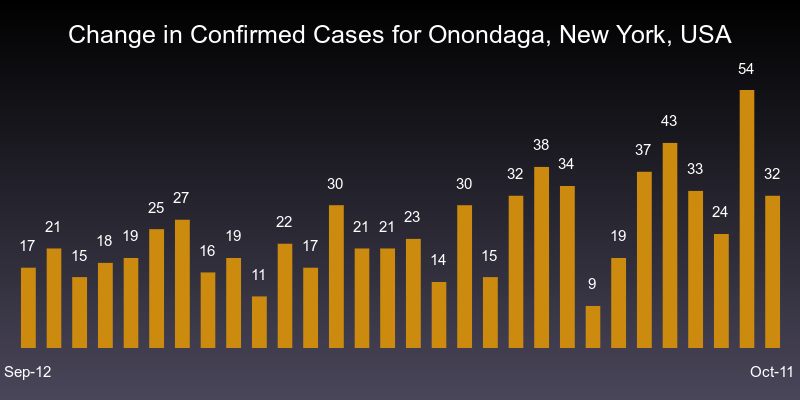 Change in Confirmed Cases for Onondaga, New York, USA
17 21 15 18 19 25 27 16 19 11 22 17 30 21 21 23 14 30 15 32 38 34 9 19 37 43 33 24 54 32
Sep-12 Oct-11